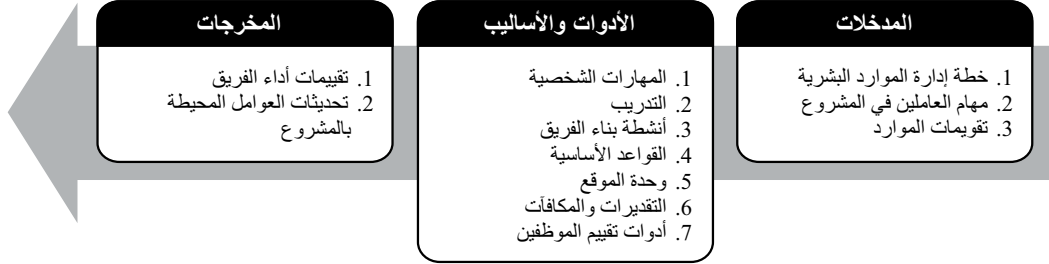 المدخلات
1. خطة إدارة الموارد البشرية
2. مهام العاملين في المشروع
3. تقويمات الموارد
الأدوات والأساليب
1. المهارات الشخصية
2. التدريب
3. أنشطة بناء الفريق
4. القواعد الأساسية
5. وحدة الموقع
6. التقديرات والمكافآت
7. أدوات تقييم الموظفين
المخرجات
1. تقييمات أداء الفريق
2. تحديثات العوامل المحيطة
بالمشروع